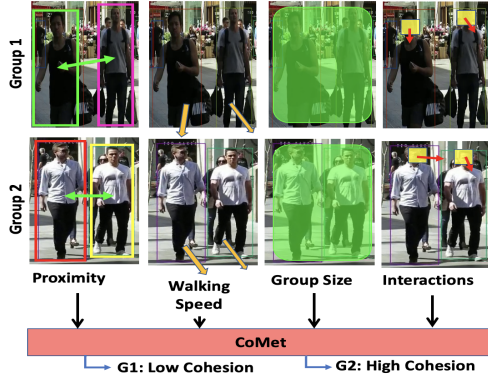 Group 1
Group 2
Proximity
Walking
Speed
Group Size
Interactions
CoMet
G1: Low Cohesion
G2: High Cohesion